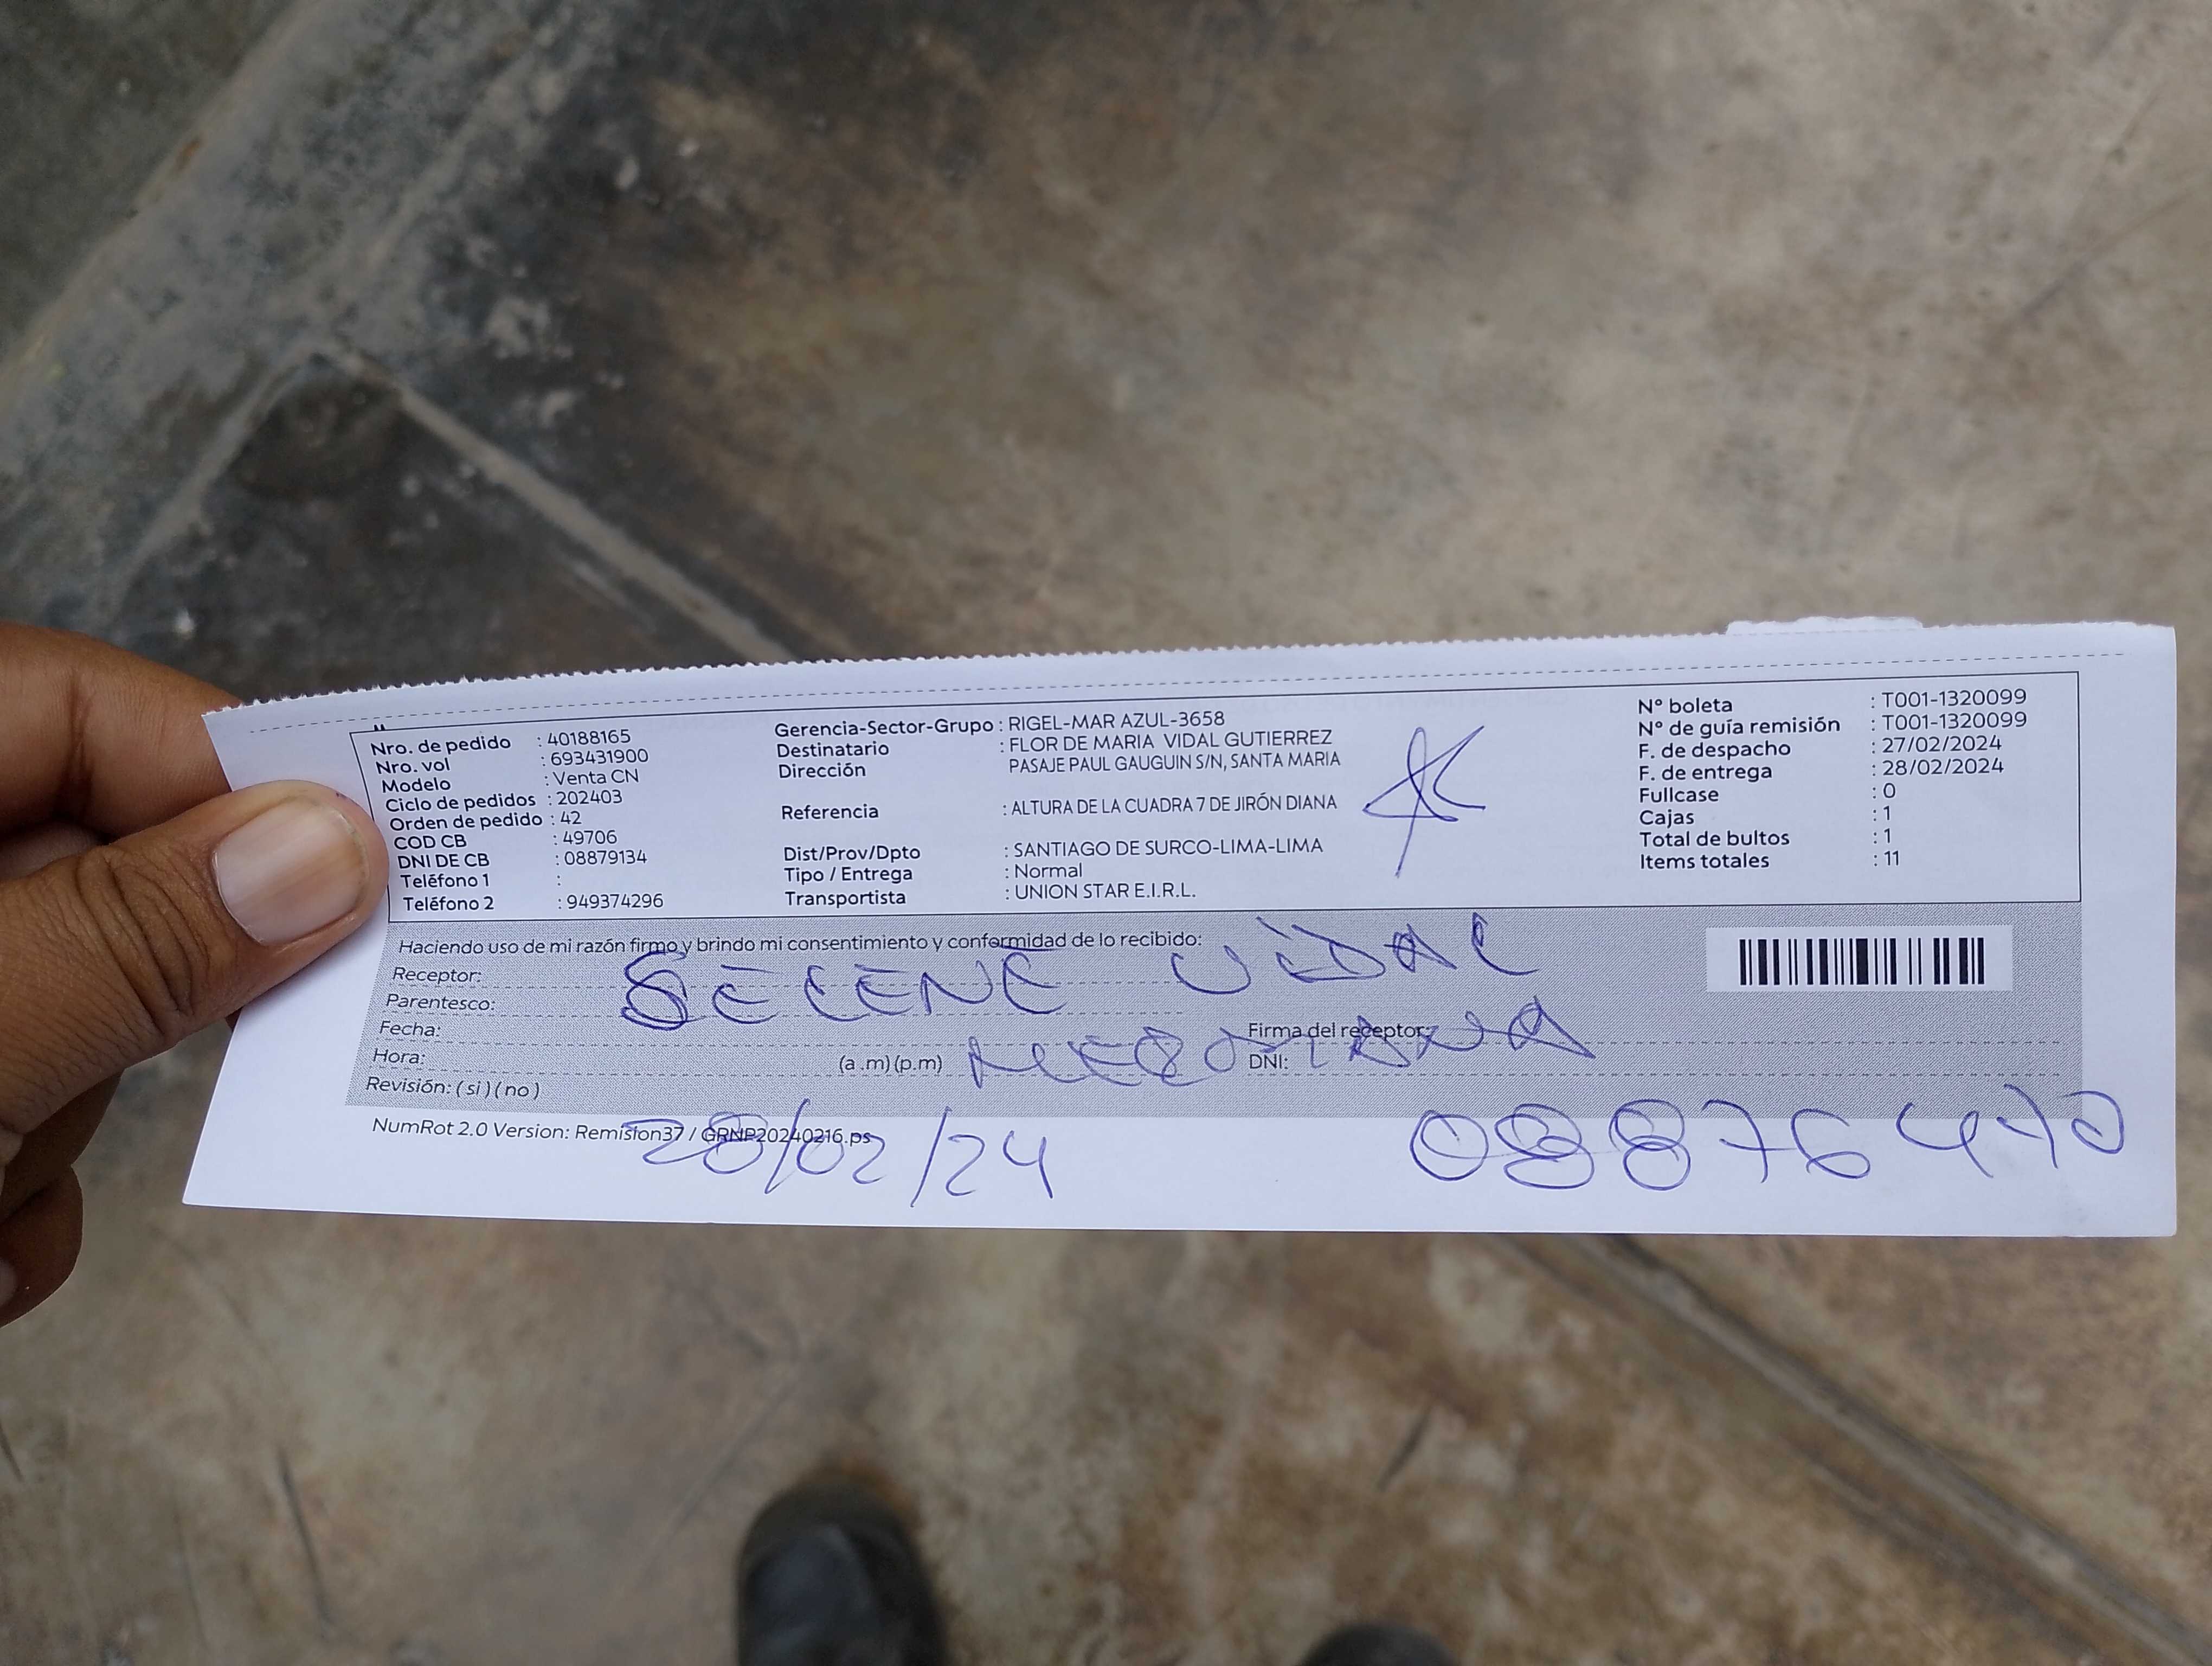 Nro. de pedido : 40188165
Nro. vol : 693431900
Modelo : Venta CN
Ciclo de pedidos : 202403
Orden de pedido : 42
COD CB : 49706
DNI DE CB : 08879134
Teléfono 1 :
Teléfono 2 : 949374296
Gerencia-Sector-Grupo : RIGEL-MAR AZUL-3658
Destinatario : FLOR DE MARIA VIDAL GUTIERREZ
Dirección PASAJE PAUL GAUGUIN S/N, SANTA MARIA
Referencia : ALTURA DE LA CUADRA 7 DE JIRÓN DIANA
Dist/Prov/Dpto : SANTIAGO DE SURCO-LIMA-LIMA
Tipo / Entrega : Normal
Transportista : UNION STAR E.I.R.L.
N° boleta : T001-1320099
N° de guía remisión : T001-1320099
F. de despacho : 27/02/2024
F. de entrega : 28/02/2024
Fullcase : 0
Cajas : 1
Total de bultos : 1
Items totales : 11
Haciendo uso de mi razón firmo y brindo mi consentimiento y conformidad de lo recibido:
Receptor: SELENE VIDAL
Parentesco:
Fecha: Firma del receptor:
Hora: (a .m) (p.m) DNI:
Revisión: ( si ) ( no )
NumRot 2.0 Version: Remision37 / GRNP20240216.ps
28/02/24